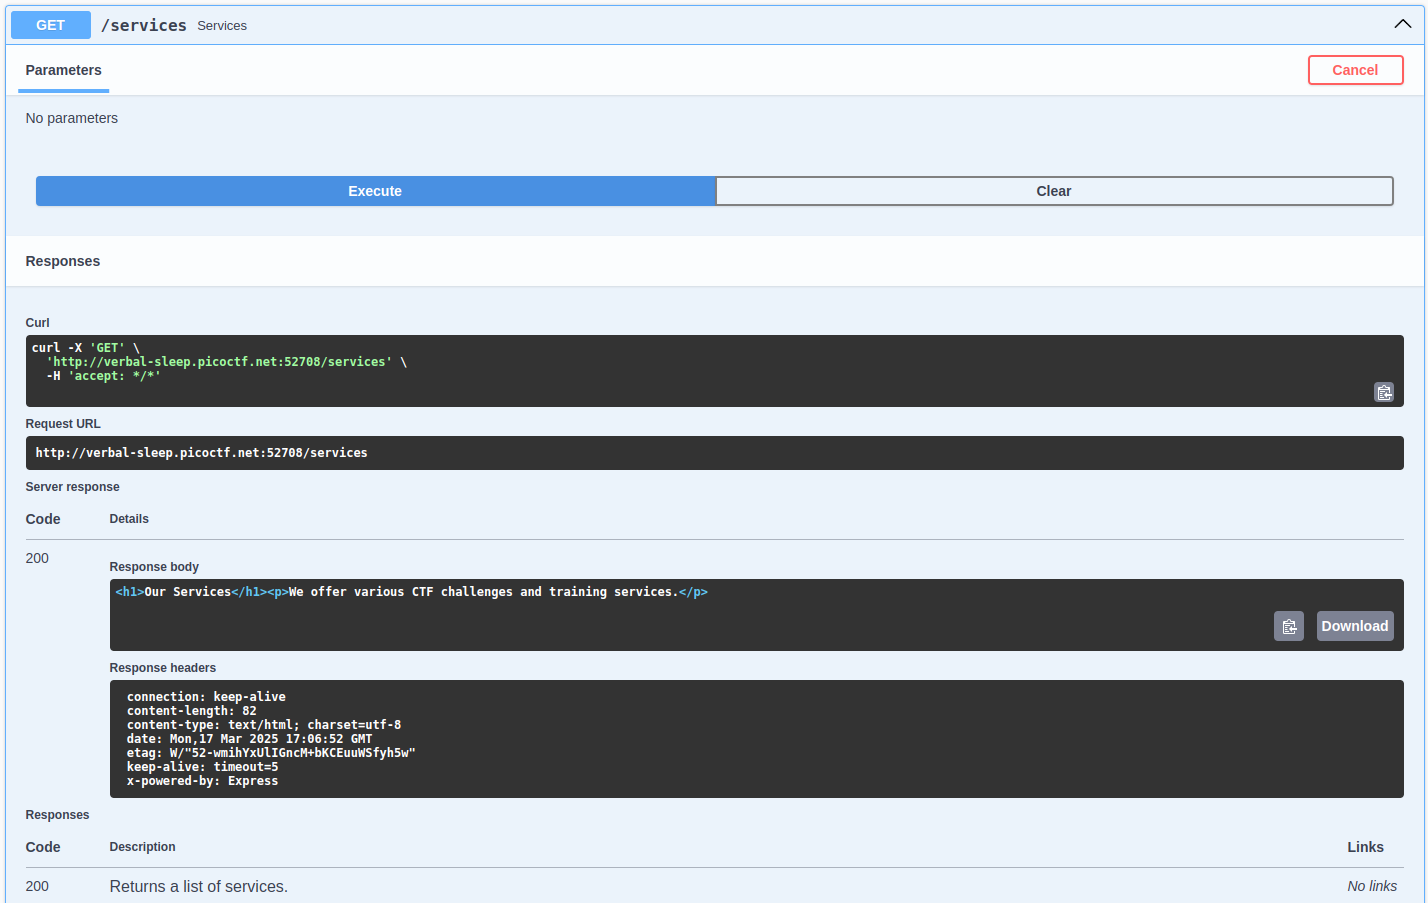 GET /services Services
Parameters Cancel
No parameters
Execute Clear
Responses
Curl
curl -X 'GET' \
  'http://verbal-sleep.picoctf.net:52708/services' \
  -H 'accept: */*'
Request URL
http://verbal-sleep.picoctf.net:52708/services
Server response
Code Details
200
Response body
<h1>Our Services</h1><p>We offer various CTF challenges and training services.</p>
Download
Response headers
connection: keep-alive
content-length: 82
content-type: text/html; charset=utf-8
date: Mon,17 Mar 2025 17:06:52 GMT
etag: W/"52-wmihYxUlIGncM+bKCEuuWSfyh5w"
keep-alive: timeout=5
x-powered-by: Express
Responses
Code Description Links
200 Returns a list of services. No links